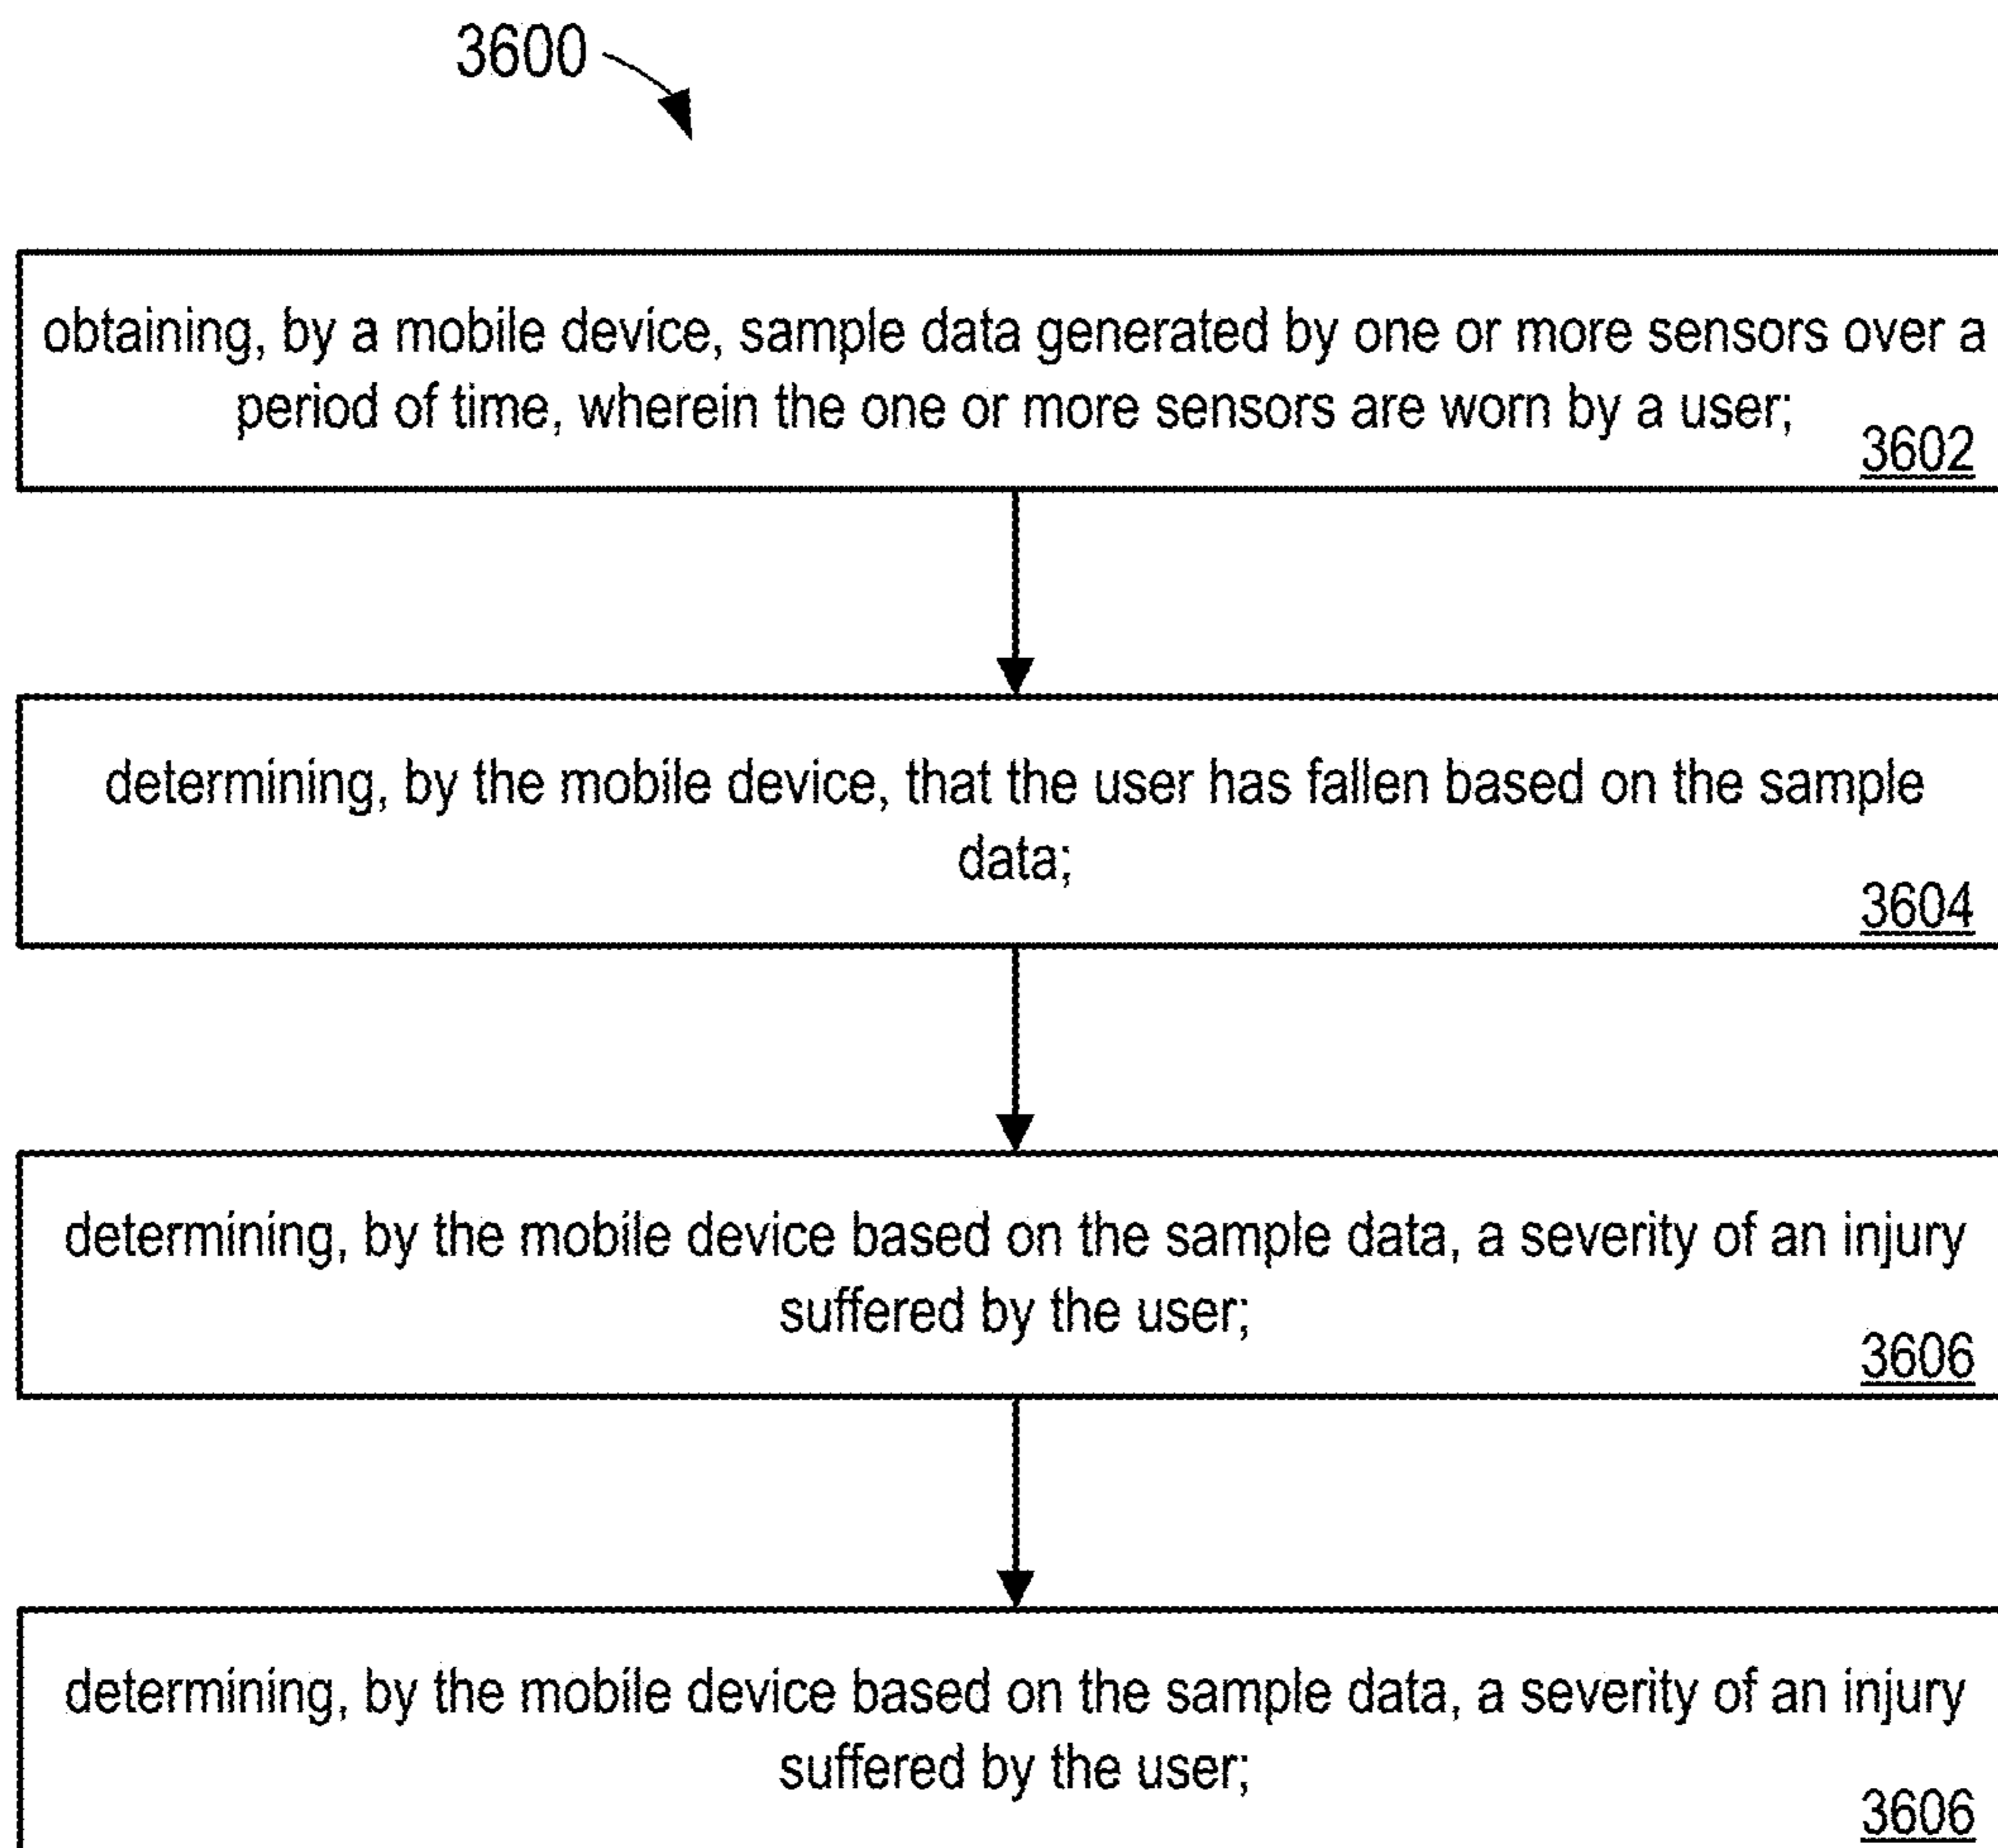 3600
obtaining, by a mobile device, sample data generated by one or more sensors over a
period of time, wherein the one or more sensors are worn by a user;
3602
determining, by the mobile device, that the user has fallen based on the sample
data;
3604
determining, by the mobile device based on the sample data, a severity of an injury
suffered by the user;
3606
determining, by the mobile device based on the sample data, a severity of an injury
suffered by the user;
3606